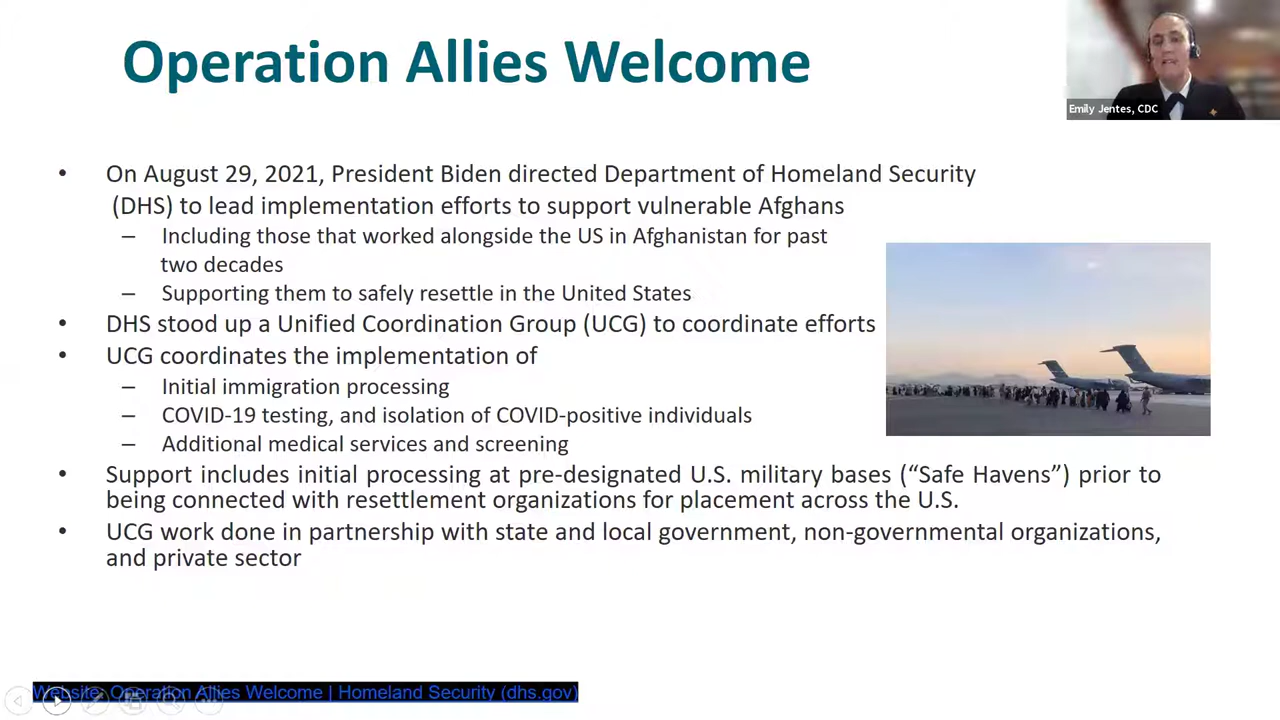 Operation Allies Welcome
Emily Jentes, CDC
• On August 29, 2021, President Biden directed Department of Homeland Security
(DHS) to lead implementation efforts to support vulnerable Afghans
– Including those that worked alongside the US in Afghanistan for past
two decades
– Supporting them to safely resettle in the United States
• DHS stood up a Unified Coordination Group (UCG) to coordinate efforts
• UCG coordinates the implementation of
– Initial immigration processing
– COVID-19 testing, and isolation of COVID-positive individuals
– Additional medical services and screening
• Support includes initial processing at pre-designated U.S. military bases (“Safe Havens”) prior to
being connected with resettlement organizations for placement across the U.S.
• UCG work done in partnership with state and local government, non-governmental organizations,
and private sector
Website: Operation Allies Welcome | Homeland Security (dhs.gov)